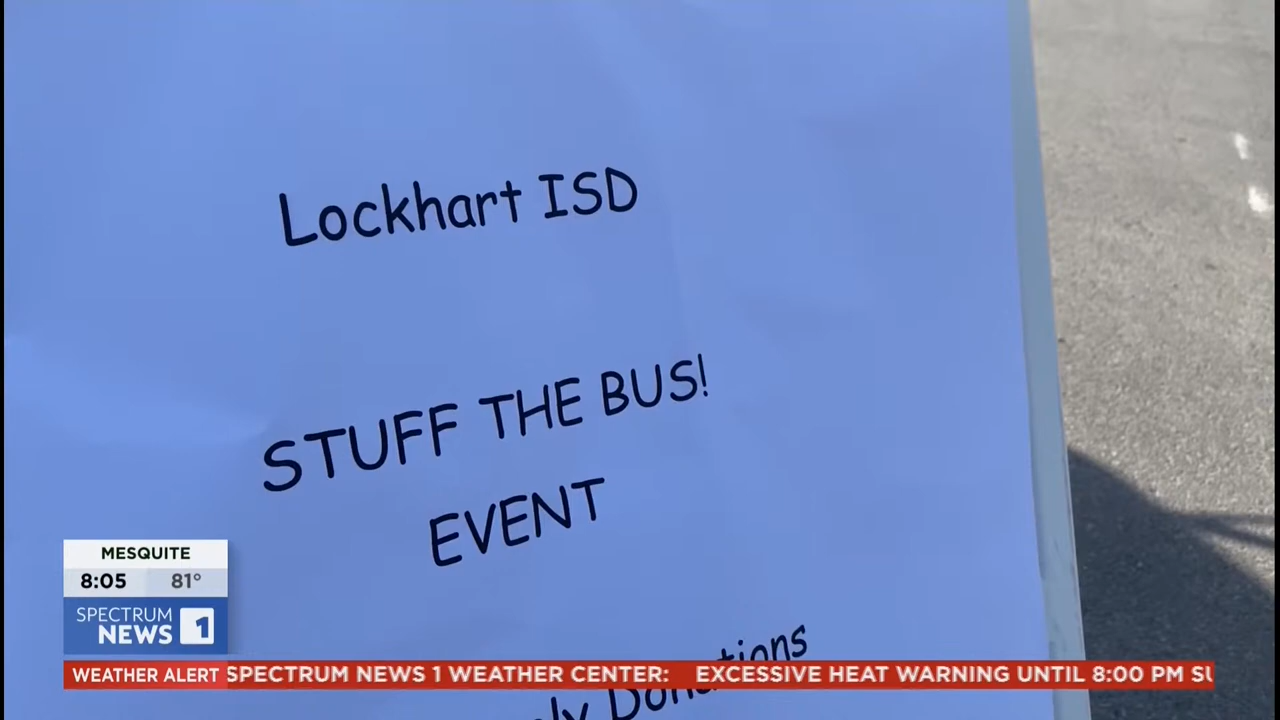 Lockhart ISD
STUFF THE BUS!
EVENT
MESQUITE
8:05 81°
SPECTRUM
NEWS 1
WEATHER ALERT SPECTRUM NEWS 1 WEATHER CENTER: EXCESSIVE HEAT WARNING UNTIL 8:00 PM